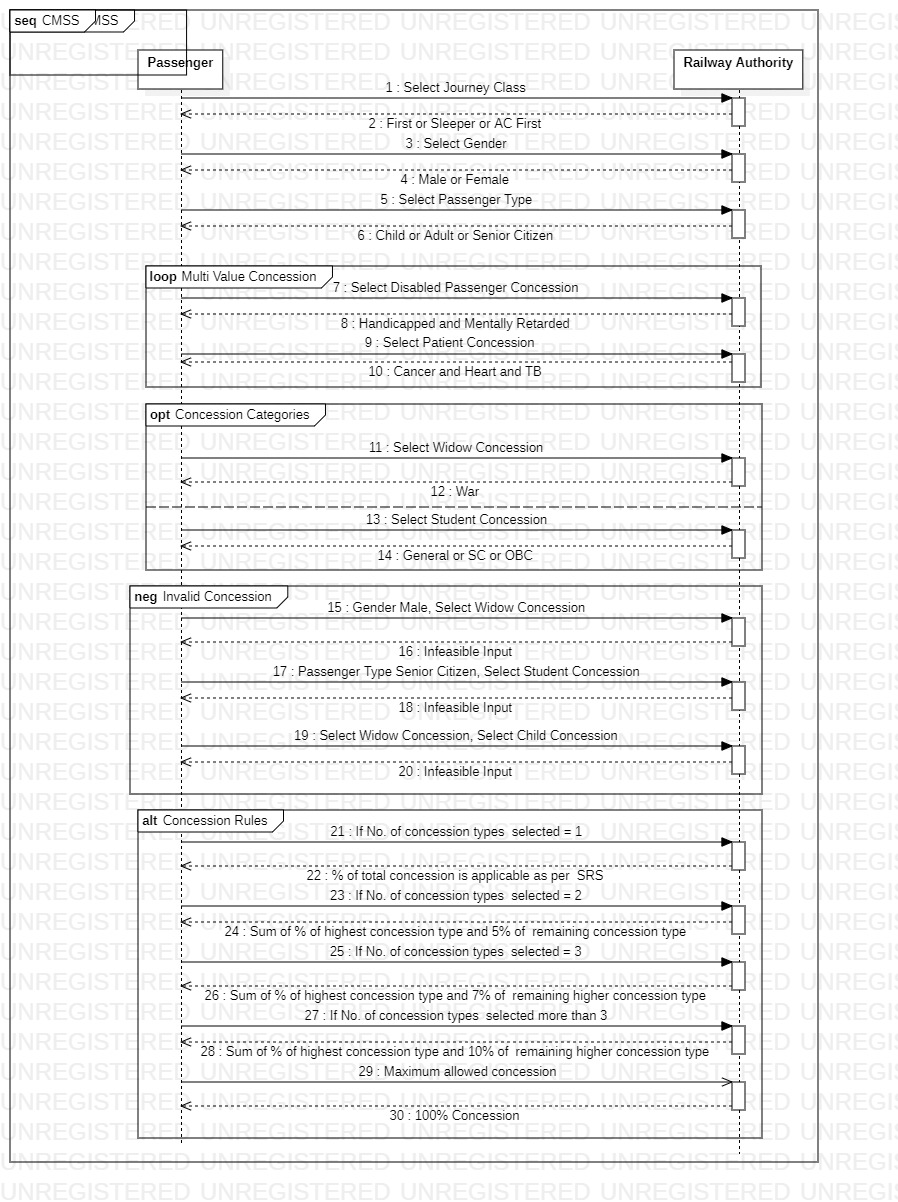 seq CMSS MSS
Passenger
Railway Authority
1 : Select Journey Class
2 : First or Sleeper or AC First
3 : Select Gender
4 : Male or Female
5 : Select Passenger Type
6 : Child or Adult or Senior Citizen
loop Multi Value Concession
7 : Select Disabled Passenger Concession
8 : Handicapped and Mentally Retarded
9 : Select Patient Concession
10 : Cancer and Heart and TB
opt Concession Categories
11 : Select Widow Concession
12 : War
13 : Select Student Concession
14 : General or SC or OBC
neg Invalid Concession
15 : Gender Male, Select Widow Concession
16 : Infeasible Input
17 : Passenger Type Senior Citizen, Select Student Concession
18 : Infeasible Input
19 : Select Widow Concession, Select Child Concession
20 : Infeasible Input
alt Concession Rules
21 : If No. of concession types  selected = 1
22 : % of total concession is applicable as per  SRS
23 : If No. of concession types  selected = 2
24 : Sum of % of highest concession type and 5% of  remaining concession type
25 : If No. of concession types  selected = 3
26 : Sum of % of highest concession type and 7% of  remaining higher concession type
27 : If No. of concession types  selected more than 3
28 : Sum of % of highest concession type and 10% of  remaining higher concession type
29 : Maximum allowed concession
30 : 100% Concession
UNREGISTERED